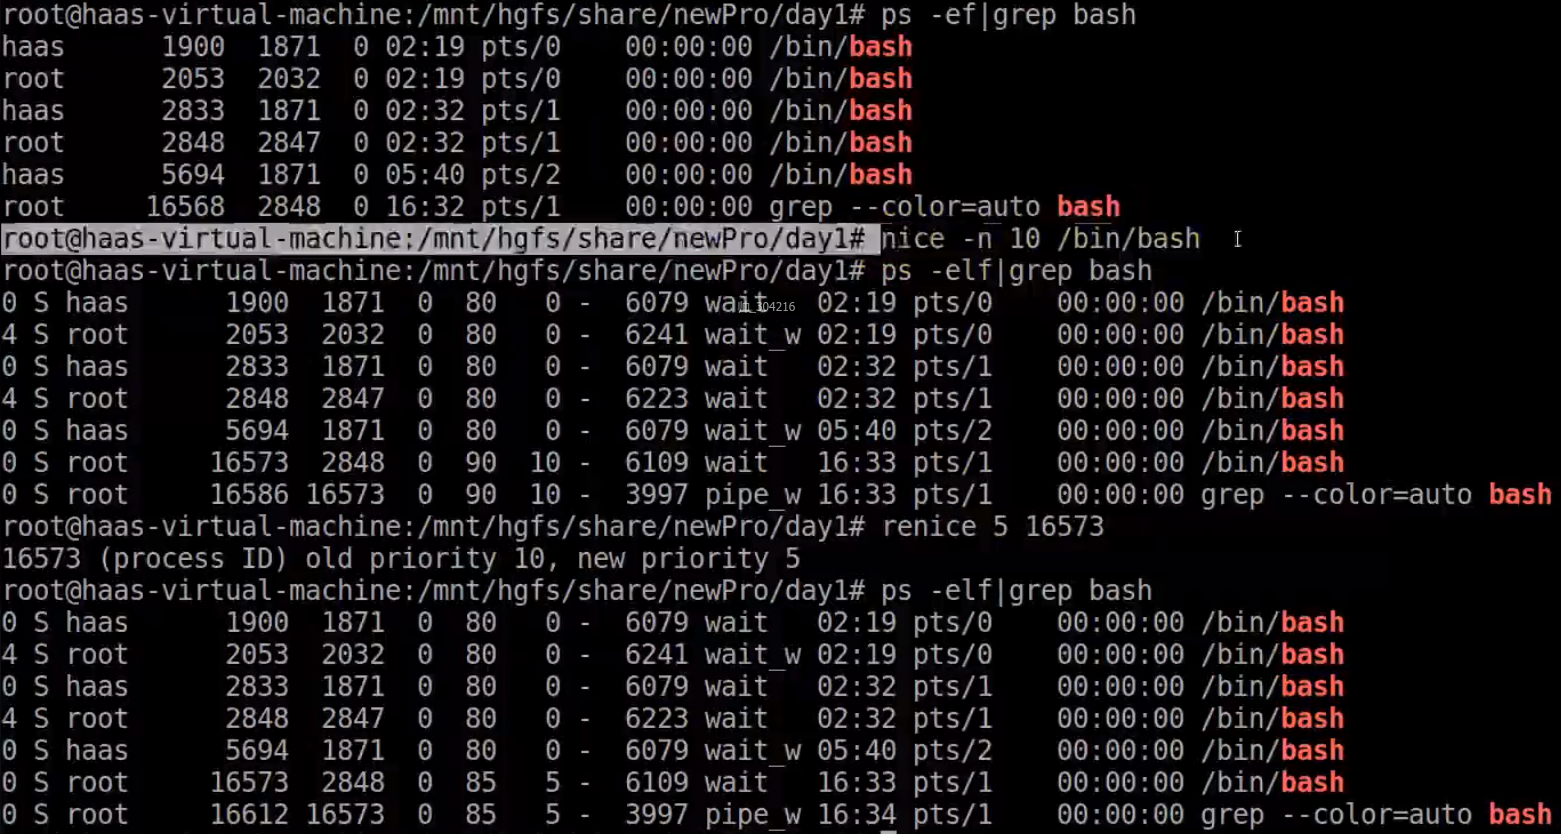 root@haas-virtual-machine:/mnt/hgfs/share/newPro/day1# ps -ef|grep bash
haas 1900 1871 0 02:19 pts/0 00:00:00 /bin/bash
root 2053 2032 0 02:19 pts/0 00:00:00 /bin/bash
haas 2833 1871 0 02:32 pts/1 00:00:00 /bin/bash
root 2848 2847 0 02:32 pts/1 00:00:00 /bin/bash
haas 5694 1871 0 05:40 pts/2 00:00:00 /bin/bash
root 16568 2848 0 16:32 pts/1 00:00:00 grep --color=auto bash
root@haas-virtual-machine:/mnt/hgfs/share/newPro/day1# nice -n 10 /bin/bash
root@haas-virtual-machine:/mnt/hgfs/share/newPro/day1# ps -elf|grep bash
0 S haas 1900 1871 0 80 0 - 6079 wait 02:19 pts/0 00:00:00 /bin/bash
4 S root 2053 2032 0 80 0 - 6241 wait_w 02:19 pts/0 00:00:00 /bin/bash
0 S haas 2833 1871 0 80 0 - 6079 wait 02:32 pts/1 00:00:00 /bin/bash
4 S root 2848 2847 0 80 0 - 6223 wait 02:32 pts/1 00:00:00 /bin/bash
0 S haas 5694 1871 0 80 0 - 6079 wait_w 05:40 pts/2 00:00:00 /bin/bash
0 S root 16573 2848 0 90 10 - 6109 wait 16:33 pts/1 00:00:00 /bin/bash
0 S root 16586 16573 0 90 10 - 3997 pipe_w 16:33 pts/1 00:00:00 grep --color=auto bash
root@haas-virtual-machine:/mnt/hgfs/share/newPro/day1# renice 5 16573
16573 (process ID) old priority 10, new priority 5
root@haas-virtual-machine:/mnt/hgfs/share/newPro/day1# ps -elf|grep bash
0 S haas 1900 1871 0 80 0 - 6079 wait 02:19 pts/0 00:00:00 /bin/bash
4 S root 2053 2032 0 80 0 - 6241 wait_w 02:19 pts/0 00:00:00 /bin/bash
0 S haas 2833 1871 0 80 0 - 6079 wait 02:32 pts/1 00:00:00 /bin/bash
4 S root 2848 2847 0 80 0 - 6223 wait 02:32 pts/1 00:00:00 /bin/bash
0 S haas 5694 1871 0 80 0 - 6079 wait_w 05:40 pts/2 00:00:00 /bin/bash
0 S root 16573 2848 0 85 5 - 6109 wait 16:33 pts/1 00:00:00 /bin/bash
0 S root 16612 16573 0 85 5 - 3997 pipe_w 16:34 pts/1 00:00:00 grep --color=auto bash